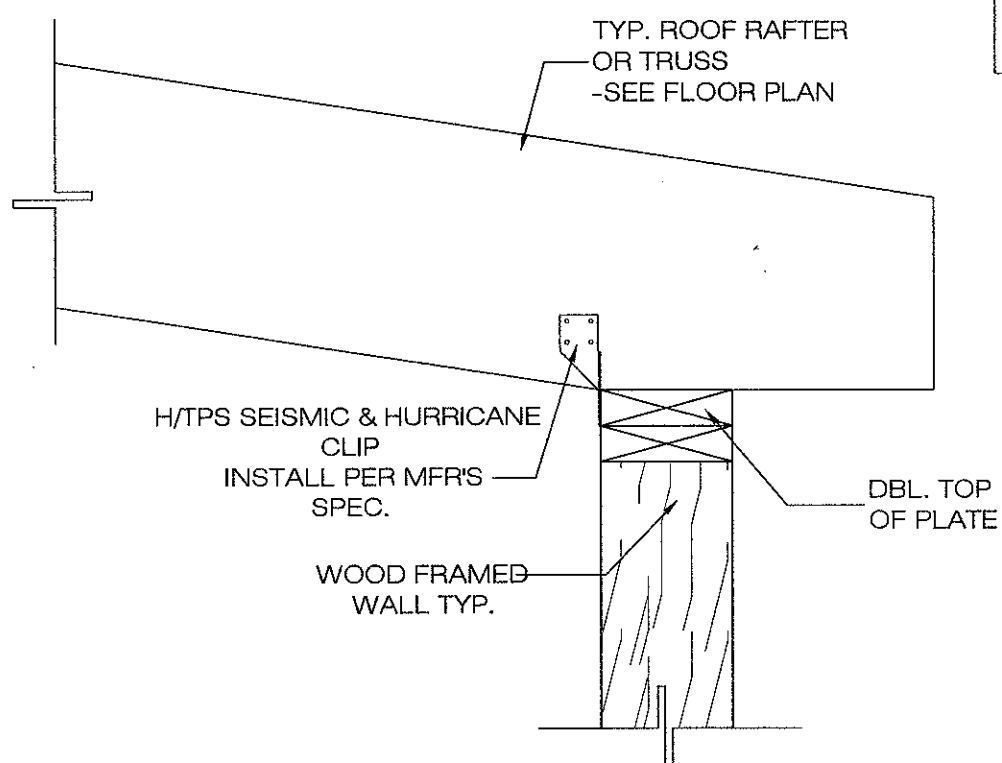 TYP. ROOF RAFTER
OR TRUSS
-SEE FLOOR PLAN
H/TPS SEISMIC & HURRICANE
CLIP
INSTALL PER MFR'S
SPEC.
DBL. TOP
OF PLATE
WOOD FRAMED
WALL TYP.